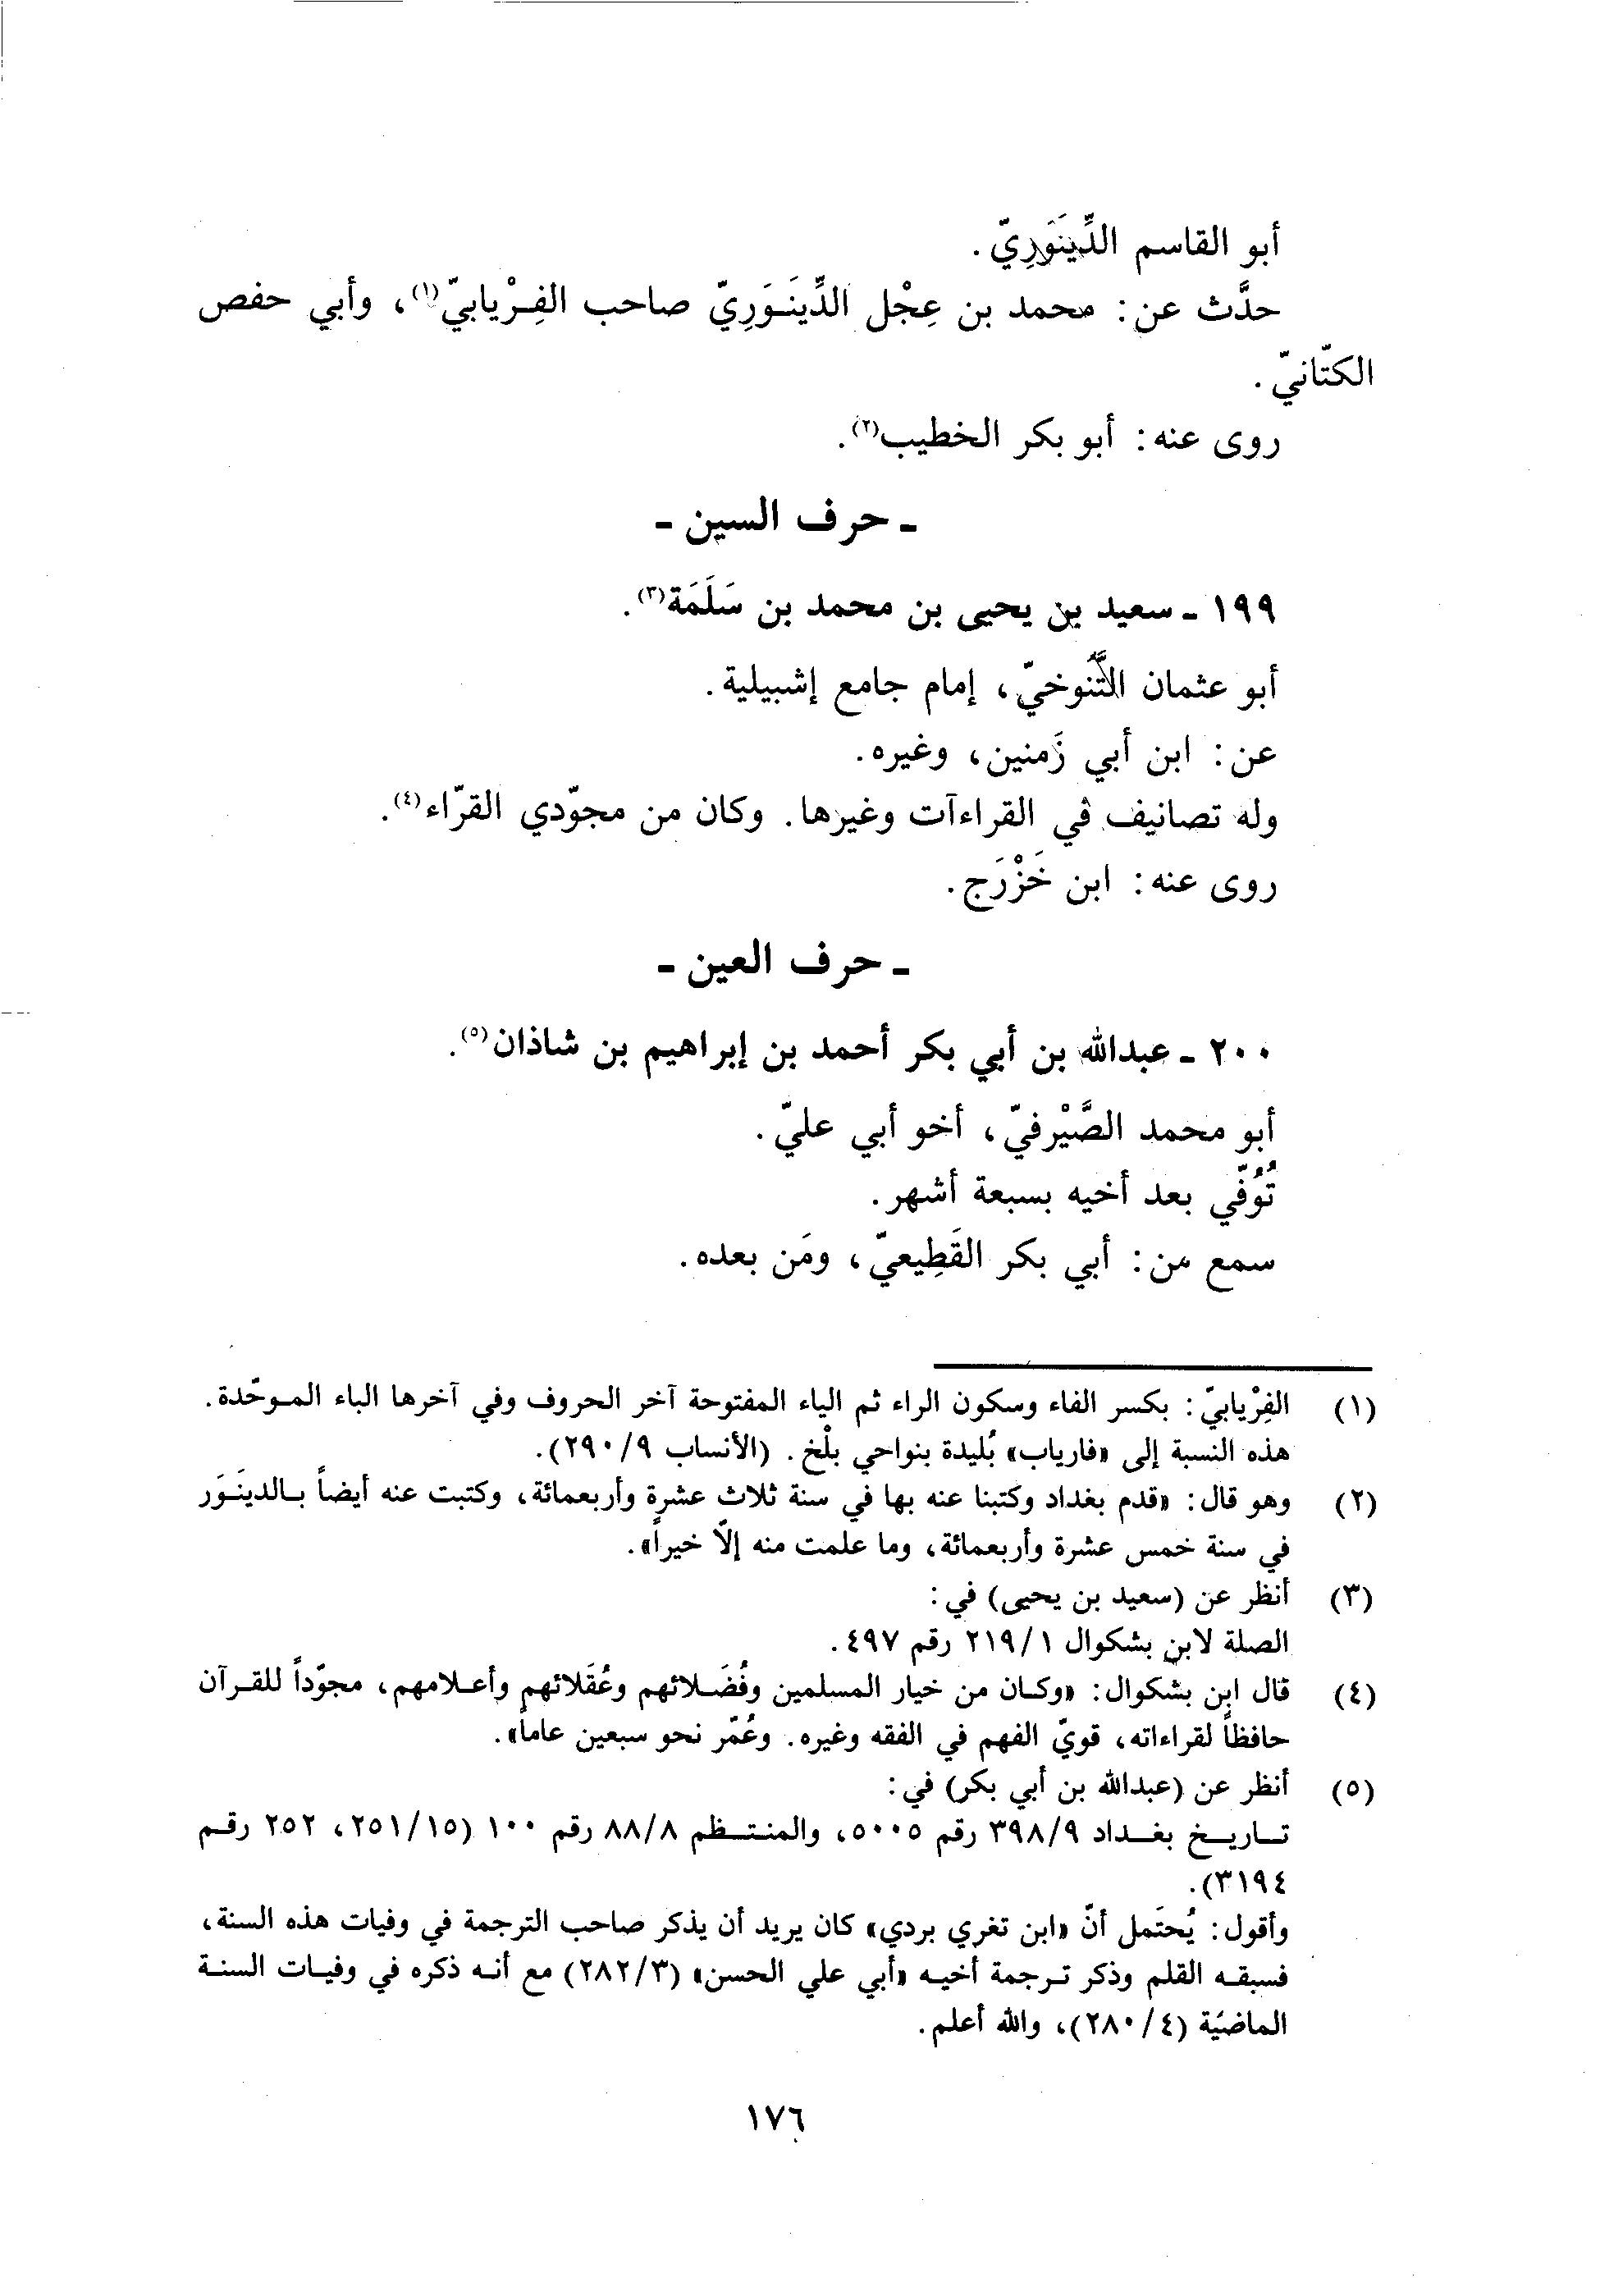 أبو القاسم الدِّينَوَرِيّ.
حدَّث عن: محمد بن عِجْل الدِّينَوَرِيّ صاحب الفِرْيابيّ(١)، وأبي حفص
الكتّانيّ.
روى عنه: أبو بكر الخطيب(٢).
ـ حرف السين ـ
١٩٩ ـ سعيد بن يحيى بن محمد بن سَلَمَة(٣).
أبو عثمان التَّنُوخيّ، إمام جامع إشبيلية.
عن: ابن أبي زَمنين، وغيره.
وله تصانيف في القراءآت وغيرها. وكان من مجوّدي القرّاء(٤).
روى عنه: ابن خَزْرَج.
ـ حرف العين ـ
٢٠٠ ـ عبدالله بن أبي بكر أحمد بن إبراهيم بن شاذان(٥).
أبو محمد الصَّيْرفيّ، أخو أبي عليّ.
تُوُفّي بعد أخيه بسبعة أشهر.
سمع من: أبي بكر القَطِيعيّ، ومَن بعده.
(١) الفِرْيابيّ: بكسر الفاء وسكون الراء ثم الياء المفتوحة آخر الحروف وفي آخرها الباء الموحّدة.
هذه النسبة إلى «فارياب» بُليدة بنواحي بلْخ. (الأنساب ٢٩٠/٩).
(٢) وهو قال: «قدم بغداد وكتبنا عنه بها في سنة ثلاث عشرة وأربعمائة، وكتبت عنه أيضاً بالدينَوَر
في سنة خمس عشرة وأربعمائة، وما علمت منه إلّا خيراً».
(٣) أنظر عن (سعيد بن يحيى) في:
الصلة لابن بشكوال ٢١٩/١ رقم ٤٩٧.
(٤) قال ابن بشكوال: «وكان من خيار المسلمين وفُضَلائهم وعُقَلائهم وأعلامهم، مجوّداً للقرآن
حافظاً لقراءاته، قويّ الفهم في الفقه وغيره. وعُمّر نحو سبعين عاماً».
(٥) أنظر عن (عبدالله بن أبي بكر) في:
تاريخ بغداد ٣٩٨/٩ رقم ٥٠٠٥، والمنتظم ٨٨/٨ رقم ١٠٠ (٢٥١/١٥، ٢٥٢ رقم
٣١٩٤).
وأقول: يُحتَمل أنّ «ابن تغري بردي» كان يريد أن يذكر صاحب الترجمة في وفيات هذه السنة،
فسبقه القلم وذكر ترجمة أخيه «أبي علي الحسن» (٢٨٢/٣) مع أنه ذكره في وفيات السنة
الماضية (٢٨٠/٤)، والله أعلم.
١٧٦